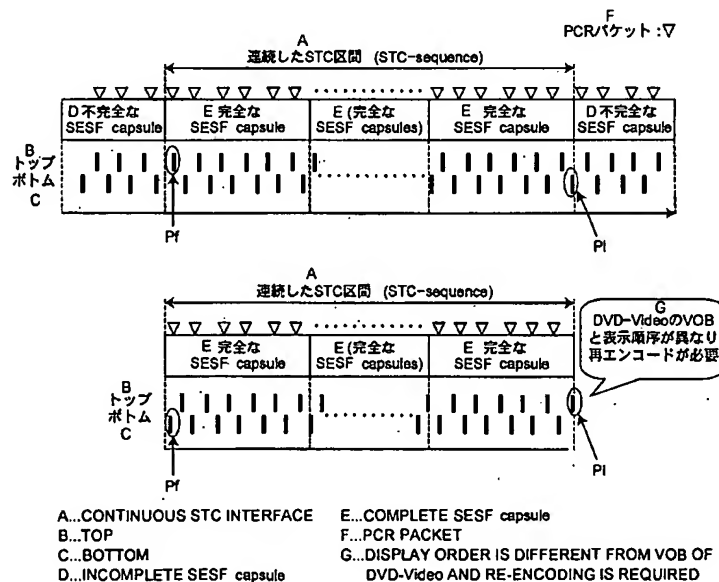 F
PCRパケット :▽
A
連続したSTC区間 (STC-sequence)
D 不完全な
SESF capsule
E 完全な
SESF capsule
E (完全な
SESF capsules)
E 完全な
SESF capsule
D 不完全な
SESF capsule
B
トップ
ボトム
C
Pf
Pl
A
連続したSTC区間 (STC-sequence)
E 完全な
SESF capsule
E (完全な
SESF capsules)
E 完全な
SESF capsule
G
DVD-VideoのVOB
と表示順序が異なり
再エンコードが必要
B
トップ
ボトム
C
Pf
Pl
A...CONTINUOUS STC INTERFACE
B...TOP
C...BOTTOM
D...INCOMPLETE SESF capsule
E...COMPLETE SESF capsule
F...PCR PACKET
G...DISPLAY ORDER IS DIFFERENT FROM VOB OF
DVD-Video AND RE-ENCODING IS REQUIRED